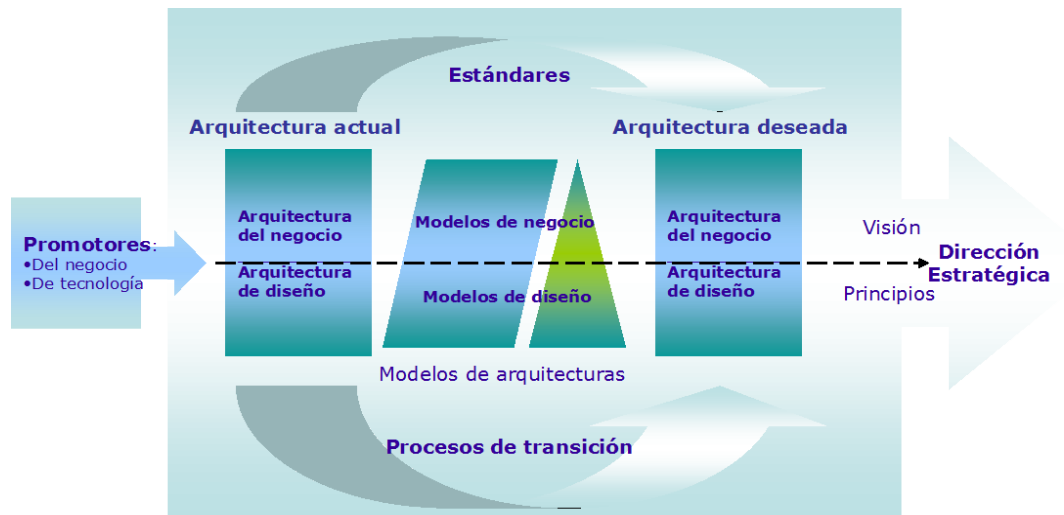 Estándares
Arquitectura actual
Arquitectura deseada
Promotores:
•Del negocio
•De tecnología
Arquitectura
del negocio
Arquitectura
de diseño
Modelos de negocio
Modelos de diseño
Modelos de arquitecturas
Arquitectura
del negocio
Arquitectura
de diseño
Visión
Dirección
Estratégica
Principios
Procesos de transición